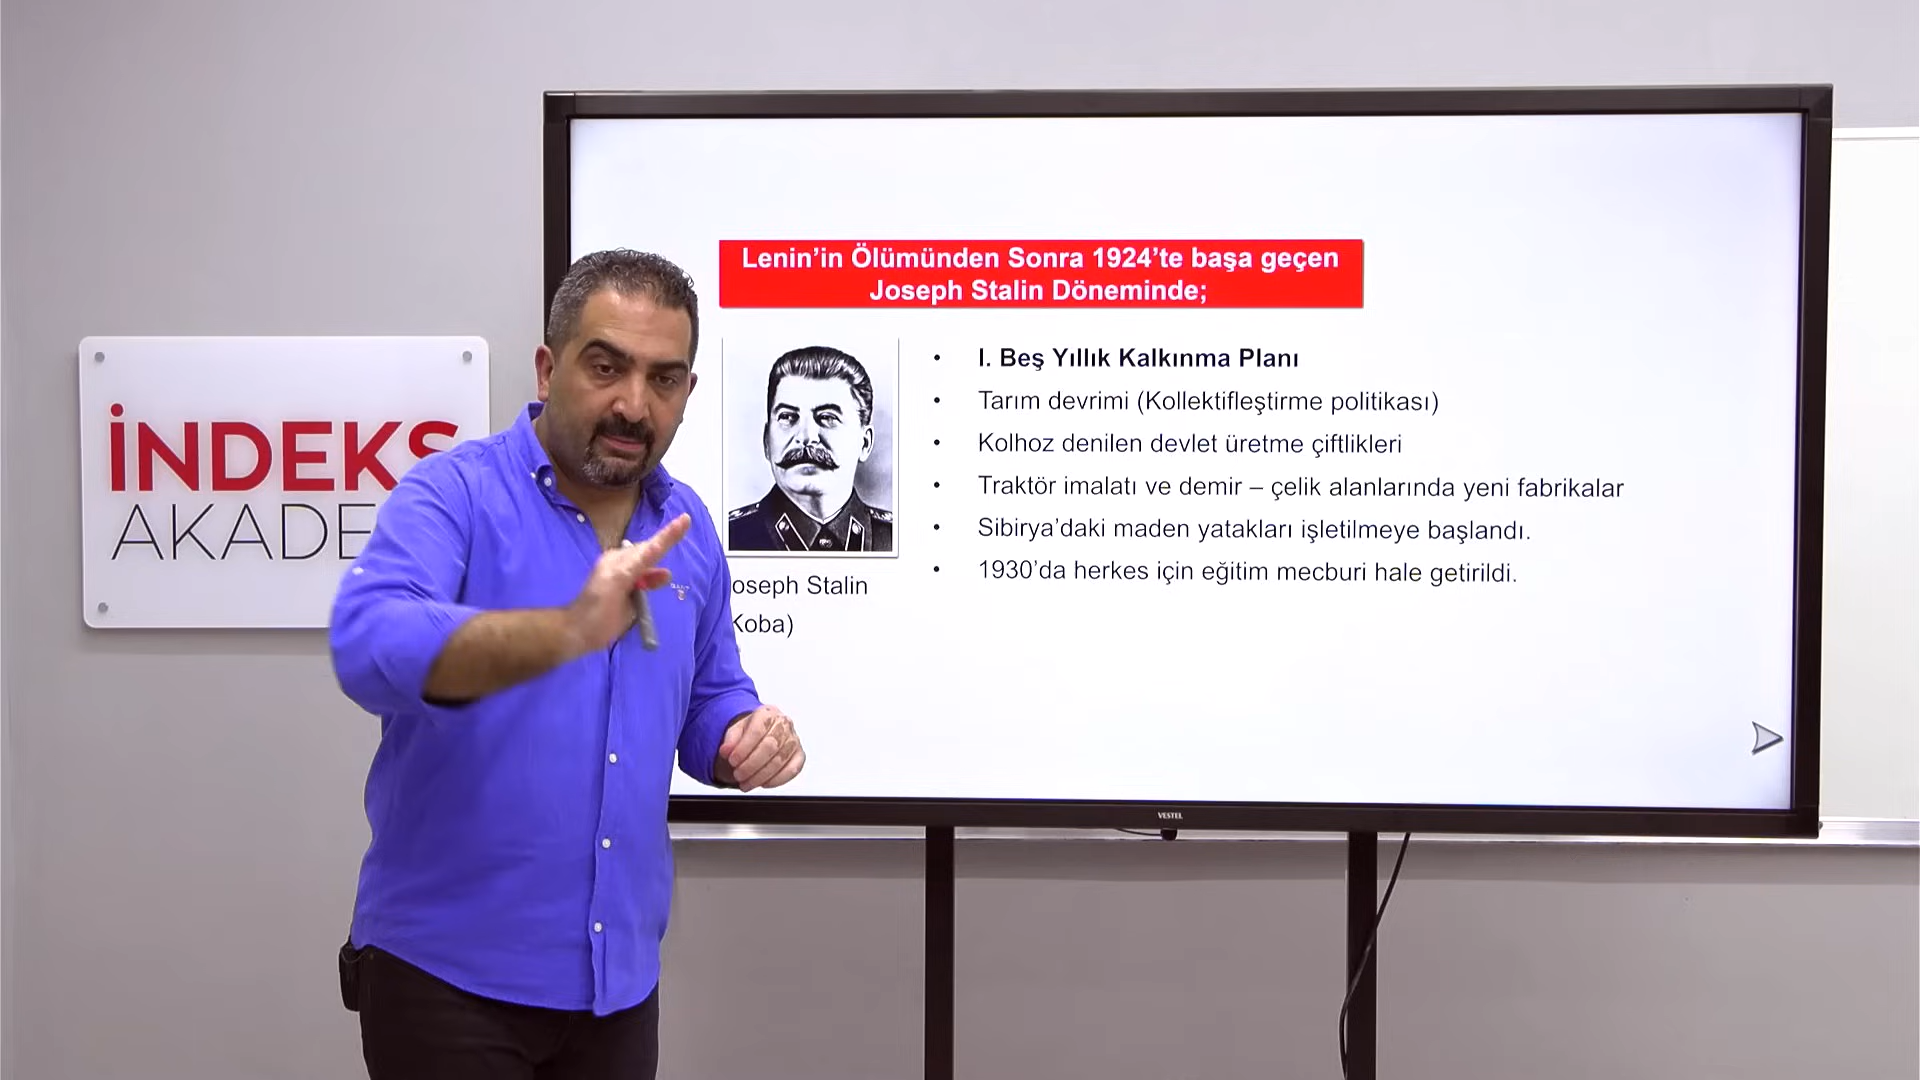 İNDEKS
AKADE
Lenin’in Ölümünden Sonra 1924’te başa geçen
Joseph Stalin Döneminde;
• I. Beş Yıllık Kalkınma Planı
• Tarım devrimi (Kollektifleştirme politikası)
• Kolhoz denilen devlet üretme çiftlikleri
• Traktör imalatı ve demir – çelik alanlarında yeni fabrikalar
• Sibirya’daki maden yatakları işletilmeye başlandı.
• 1930’da herkes için eğitim mecburi hale getirildi.
oseph Stalin
Koba)
VESTEL